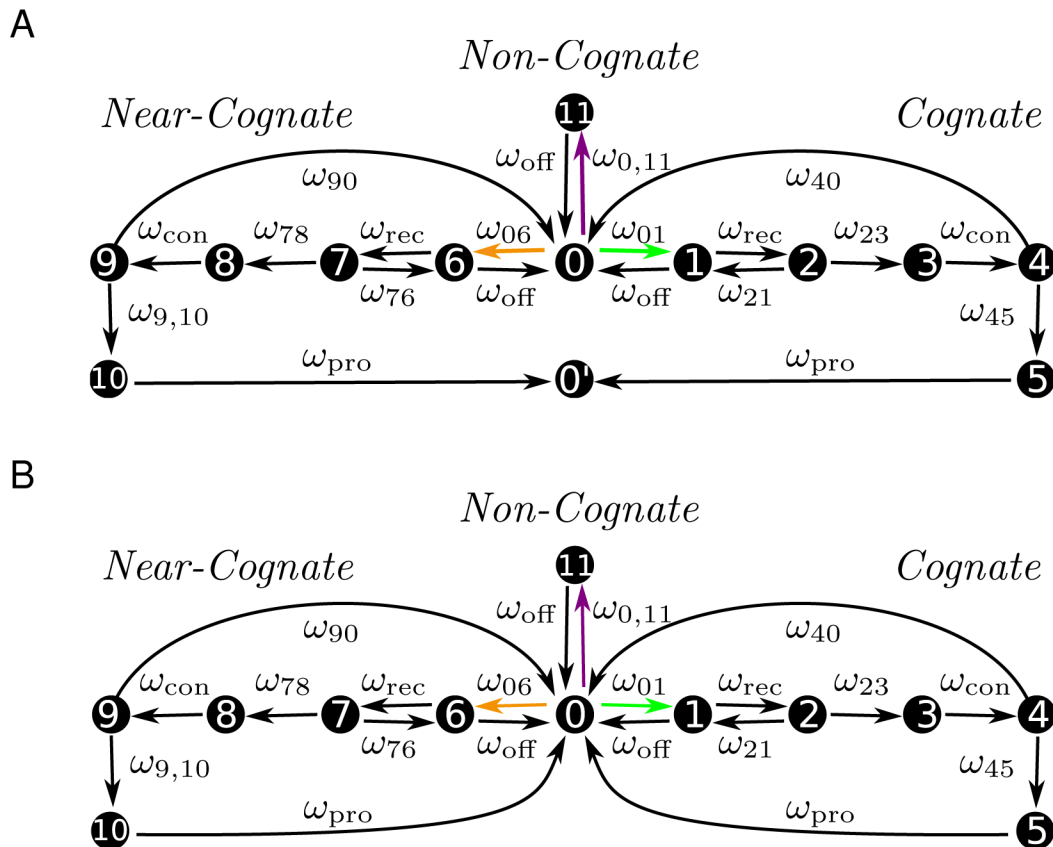 A
Non-Cognate
Near-Cognate 11 Cognate
ω_off ω_0,11
ω_90 ω_40
ω_con ω_78 ω_rec ω_06 ω_01 ω_rec ω_23 ω_con
9 8 7 6 0 1 2 3 4
ω_76 ω_off ω_off ω_21
ω_9,10 ω_45
ω_pro ω_pro
10 0' 5
B
Non-Cognate
Near-Cognate 11 Cognate
ω_off ω_0,11
ω_90 ω_40
ω_con ω_78 ω_rec ω_06 ω_01 ω_rec ω_23 ω_con
9 8 7 6 0 1 2 3 4
ω_76 ω_off ω_off ω_21
ω_9,10 ω_45
ω_pro ω_pro
10 5